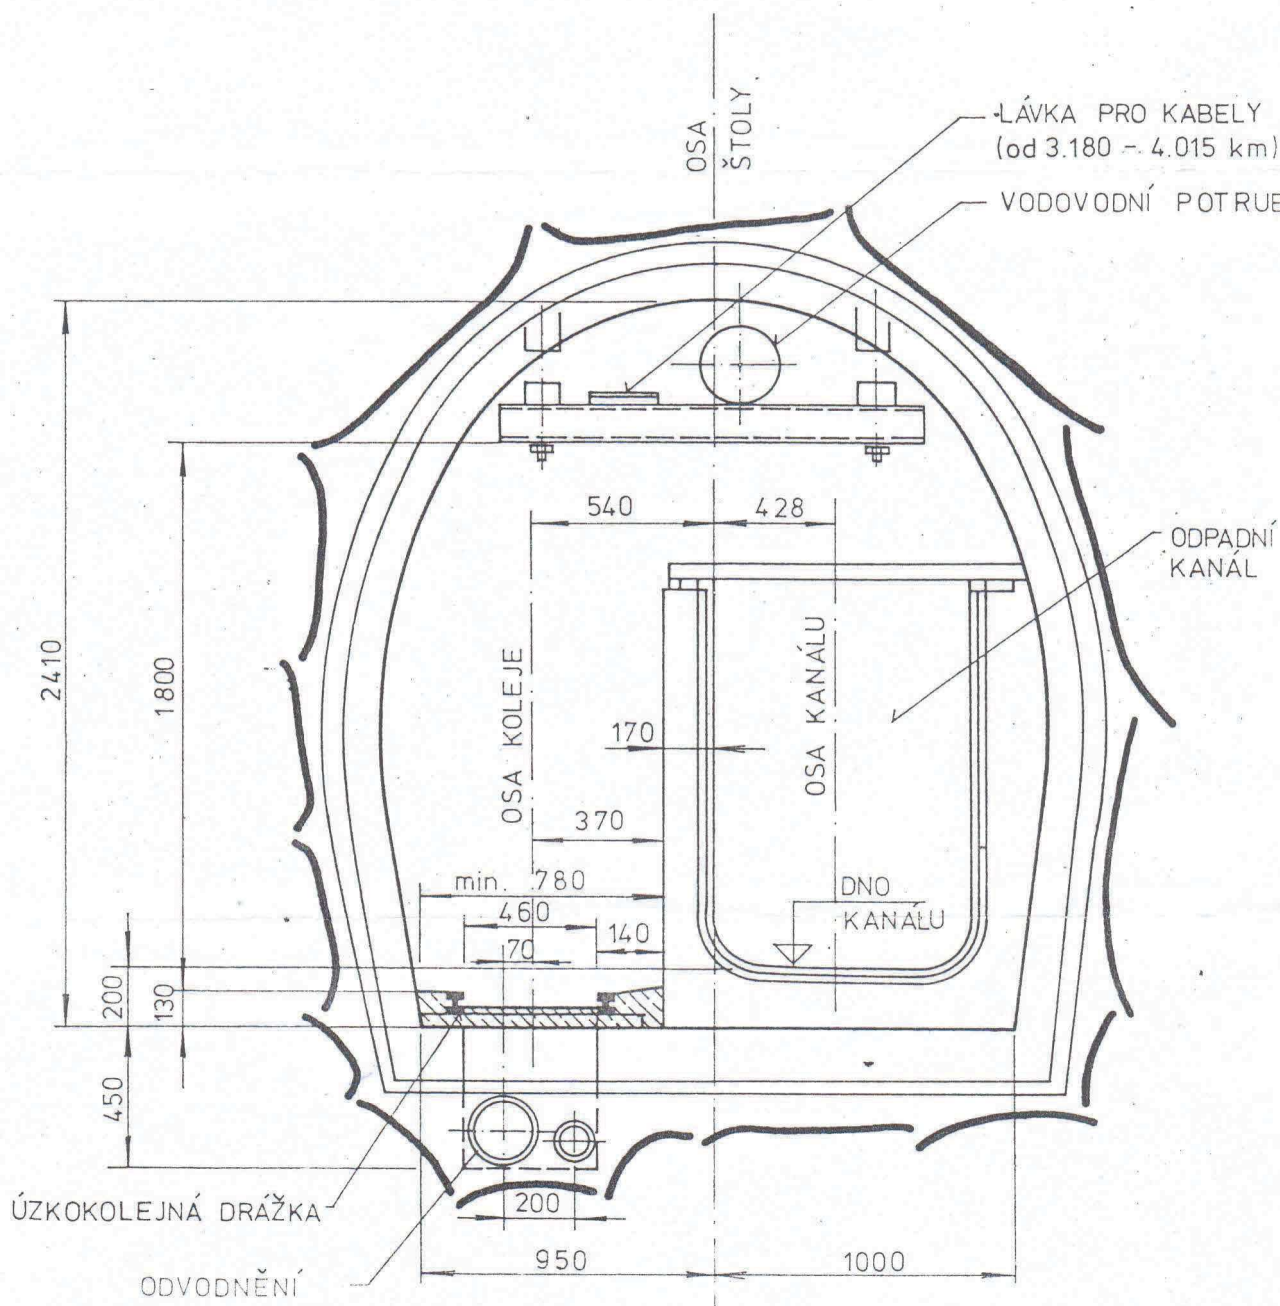 OSA
ŠTOLY
LÁVKA PRO KABELY
(od 3.180 - 4.015 km)
VODOVODNÍ POTRUB
540
428
ODPADNÍ
KANÁL
2410
1800
OSA KOLEJE
OSA KANÁLU
170
370
min. 780
460
70
140
DNO
KANÁLU
200
130
450
ÚZKOKOLEJNÁ DRÁŽKA
200
ODVODNĚNÍ
950
1000